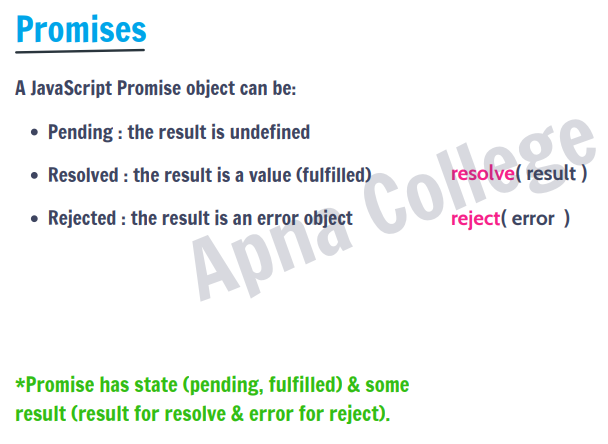 Promises
A JavaScript Promise object can be:
• Pending : the result is undefined
• Resolved : the result is a value (fulfilled) resolve( result )
• Rejected : the result is an error object reject( error )
Apna College
*Promise has state (pending, fulfilled) & some
result (result for resolve & error for reject).